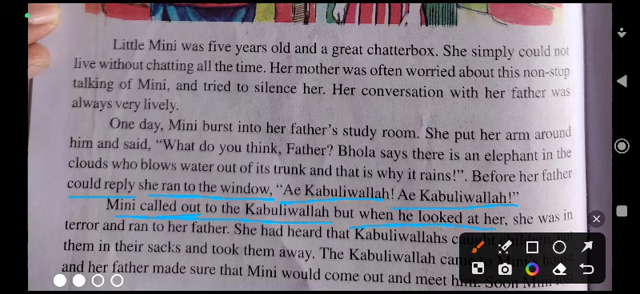 Little Mini was five years old and a great chatterbox. She simply could not
live without chatting all the time. Her mother was often worried about this non-stop
talking of Mini, and tried to silence her. Her conversation with her father was
always very lively.
One day, Mini burst into her father's study room. She put her arm around
him and said, “What do you think, Father? Bhola says there is an elephant in the
clouds who blows water out of its trunk and that is why it rains!”. Before her father
could reply she ran to the window, “Ae Kabuliwallah! Ae Kabuliwallah!”
Mini called out to the Kabuliwallah but when he looked at her, she was in
terror and ran to her father. She had heard that Kabuliwallahs
them in their sacks and took them away. The Kabuliwallah
and her father made sure that Mini would come out and meet